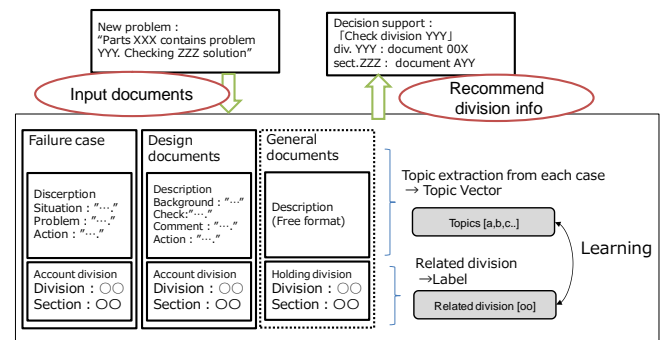 New problem :
“Parts XXX contains problem
YYY. Checking ZZZ solution”
Decision support :
「Check division YYY」
div. YYY : document 00X
sect.ZZZ : document AYY
Input documents
Recommend
division info
Failure case
Discerption
Situation : ”….”
Problem : ”….”
Action : ”….”
Account division
Division : ○○
Section : ○○
Design
documents
Description
Background : ”…”
Check:”….”
Comment : ”….”
Action : ”….”
Account division
Division : ○○
Section : ○○
General
documents
Description
(Free format)
Holding division
Division : ○○
Section : ○○
Topic extraction from each case
→ Topic Vector
Topics [a,b,c..]
Related division
→Label
Related division [oo]
Learning